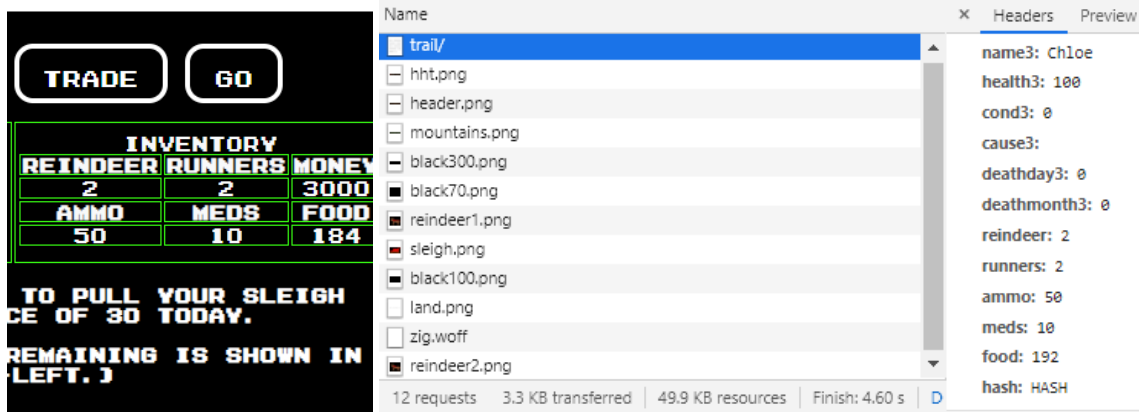 TRADE GO
INVENTORY
REINDEER RUNNERS MONEY
2 2 3000
AMMO MEDS FOOD
50 10 184
TO PULL YOUR SLEIGH
CE OF 30 TODAY.
REMAINING IS SHOWN IN
-LEFT.)
Name
trail/
hht.png
header.png
mountains.png
black300.png
black70.png
reindeer1.png
sleigh.png
black100.png
land.png
zig.woff
reindeer2.png
12 requests 3.3 KB transferred 49.9 KB resources Finish: 4.60 s D
× Headers Preview
name3: Chloe
health3: 100
cond3: 0
cause3:
deathday3: 0
deathmonth3: 0
reindeer: 2
runners: 2
ammo: 50
meds: 10
food: 192
hash: HASH